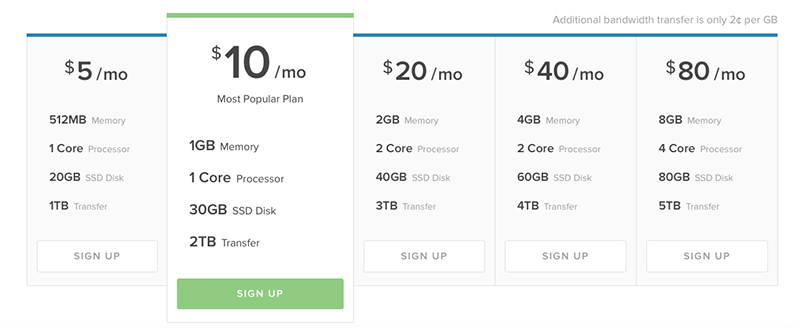 Additional bandwidth transfer is only 2¢ per GB
$5/mo
512MB Memory
1 Core Processor
20GB SSD Disk
1TB Transfer
SIGN UP
$10/mo
Most Popular Plan
1GB Memory
1 Core Processor
30GB SSD Disk
2TB Transfer
SIGN UP
$20/mo
2GB Memory
2 Core Processor
40GB SSD Disk
3TB Transfer
SIGN UP
$40/mo
4GB Memory
2 Core Processor
60GB SSD Disk
4TB Transfer
SIGN UP
$80/mo
8GB Memory
4 Core Processor
80GB SSD Disk
5TB Transfer
SIGN UP